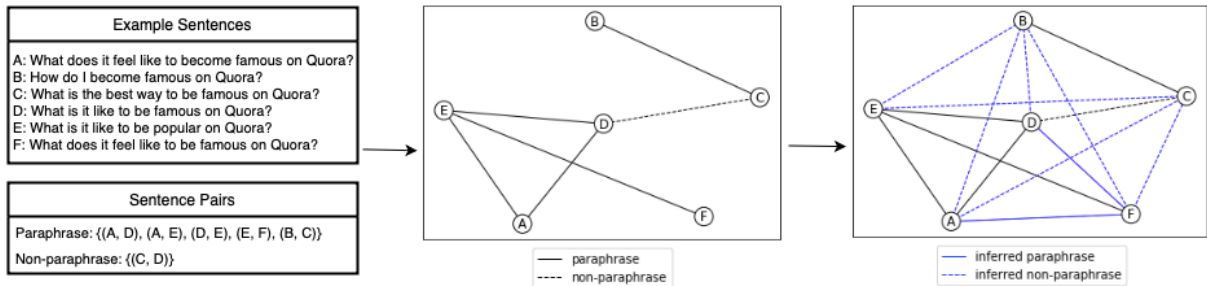 Example Sentences
A: What does it feel like to become famous on Quora?
B: How do I become famous on Quora?
C: What is the best way to be famous on Quora?
D: What is it like to be famous on Quora?
E: What is it like to be popular on Quora?
F: What does it feel like to be famous on Quora?
Sentence Pairs
Paraphrase: {(A, D), (A, E), (D, E), (E, F), (B, C)}
Non-paraphrase: {(C, D)}
B
C
E
D
F
A
paraphrase
non-paraphrase
B
C
E
D
F
A
inferred paraphrase
inferred non-paraphrase